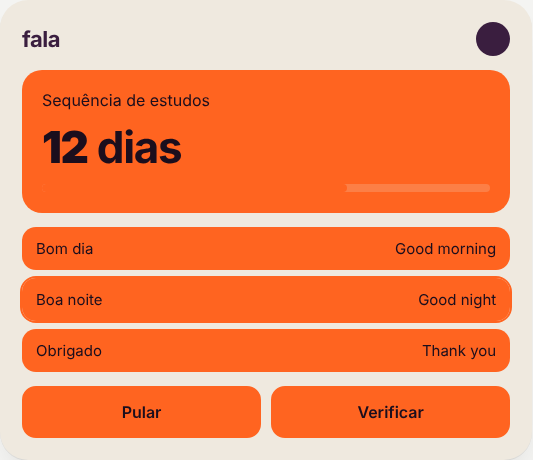 fala
Sequência de estudos
12 dias
Bom dia Good morning
Boa noite Good night
Obrigado Thank you
Pular Verificar